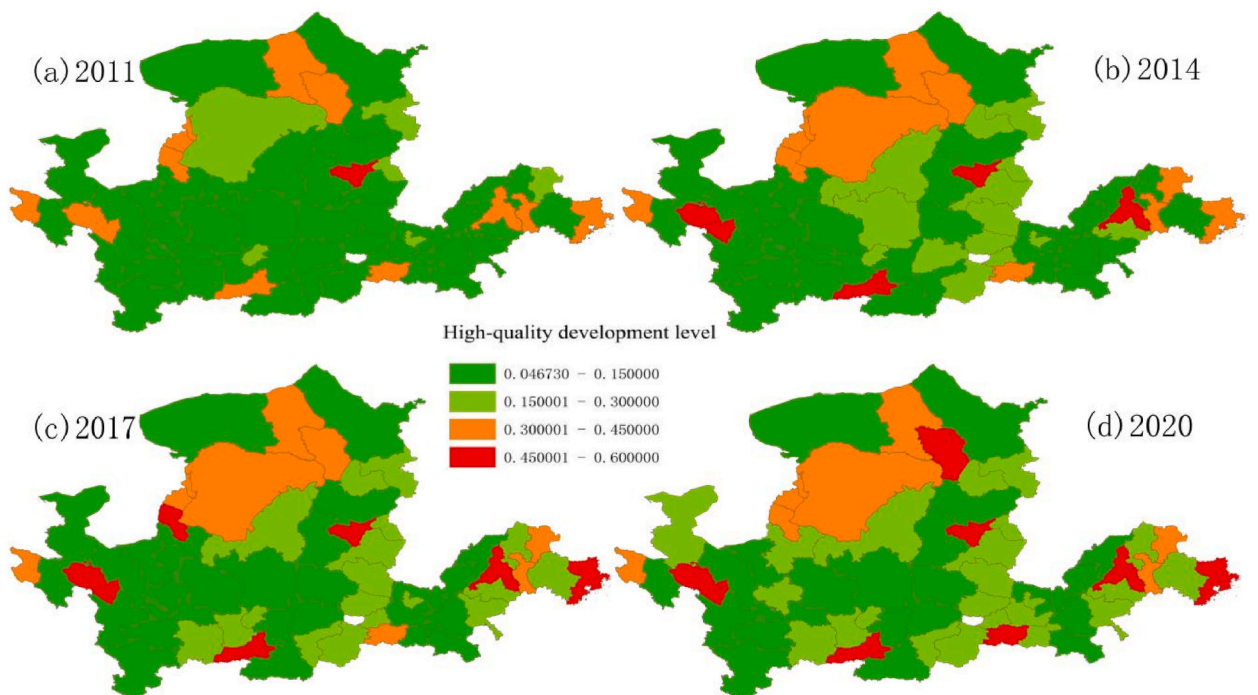 (a)2011
(b)2014
High-quality development level
0.046730 - 0.150000
0.150001 - 0.300000
0.300001 - 0.450000
0.450001 - 0.600000
(c)2017
(d)2020